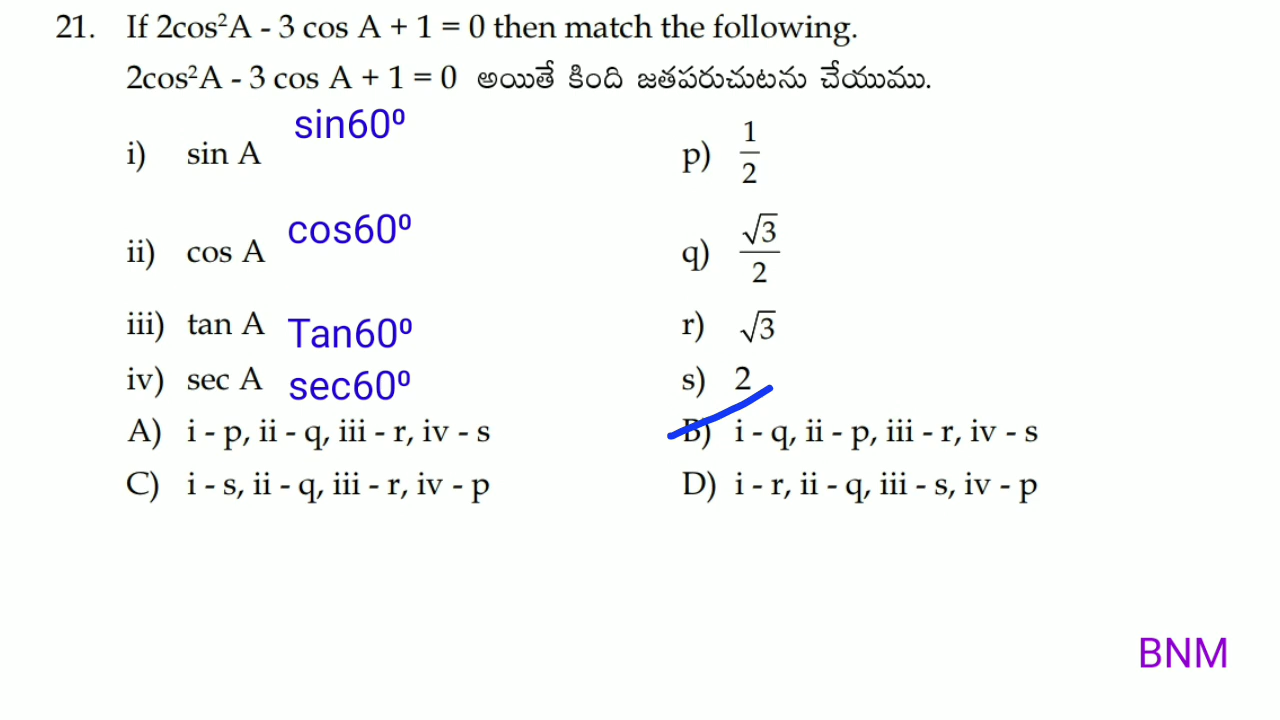 21. If 2cos²A - 3 cos A + 1 = 0 then match the following.
2cos²A - 3 cos A + 1 = 0 అయితే కింది జతపరుచుటను చేయుము.
sin60⁰
i) sin A p) 1/2
cos60⁰
ii) cos A q) √3/2
iii) tan A Tan60⁰ r) √3
iv) sec A sec60⁰ s) 2
A) i - p, ii - q, iii - r, iv - s B) i - q, ii - p, iii - r, iv - s
C) i - s, ii - q, iii - r, iv - p D) i - r, ii - q, iii - s, iv - p
BNM